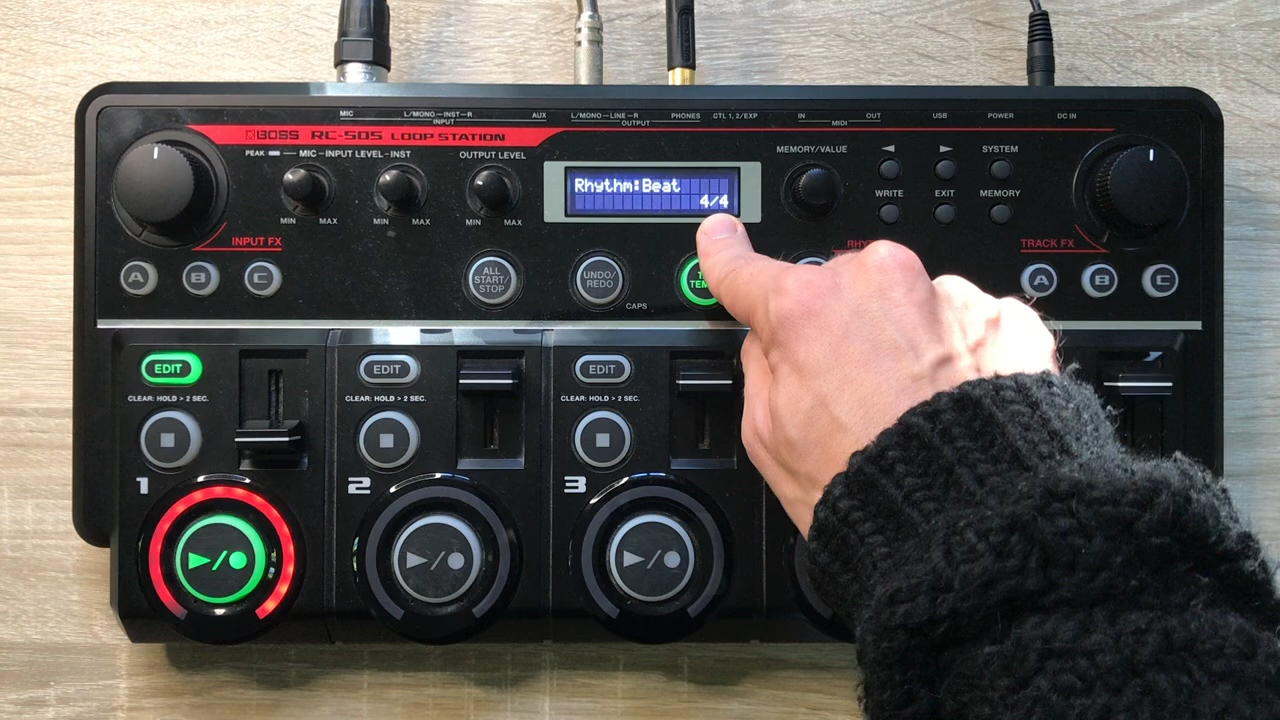 MIC L/MONO—INST—R AUX L/MONO—LINE—R PHONES CTL 1, 2/EXP IN OUT USB POWER DC IN
INPUT OUTPUT MIDI
BOSS RC-505 LOOP STATION
PEAK MIC—INPUT LEVEL—INST OUTPUT LEVEL MEMORY/VALUE ◄ ► SYSTEM
Rhythm:Beat
4/4
WRITE EXIT MEMORY
MIN MAX MIN MAX MIN MAX
INPUT FX TRACK FX
A B C
ALL START/STOP
UNDO/REDO
CAPS
A B C
EDIT EDIT EDIT
CLEAR: HOLD > 2 SEC. CLEAR: HOLD > 2 SEC. CLEAR: HOLD > 2 SEC.
1 2 3